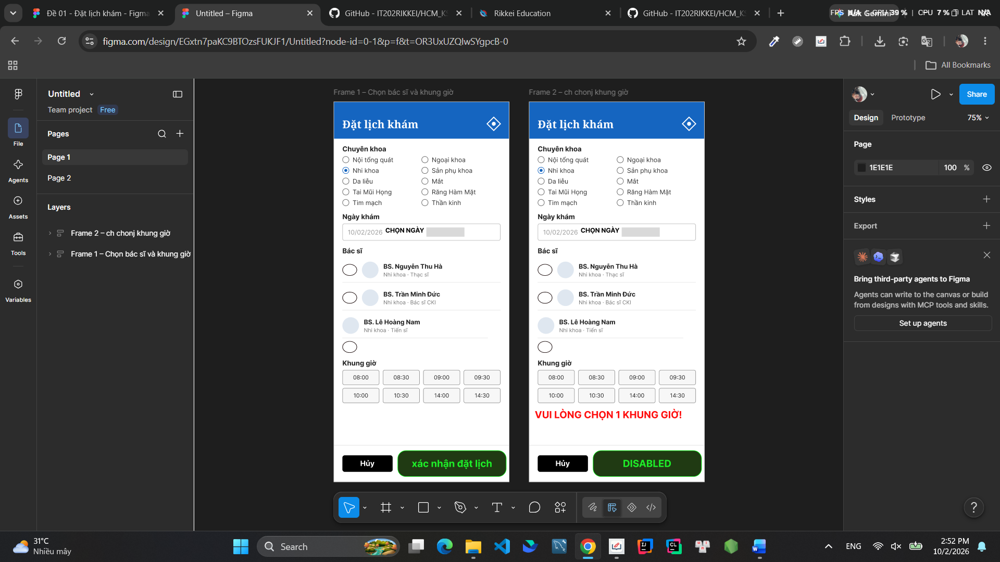 Đề 01 - Đặt lịch khám - Figma
Untitled – Figma
GitHub - IT202RIKKEI/HCM_KS
Rikkei Education
GitHub - IT202RIKKEI/HCM_KS
GPU 39 % | CPU 7 % LAT N/A
figma.com/design/EGxtn7paKC9BTOzsFUKJF1/Untitled?node-id=0-1&p=f&t=OR3UxUZQlwSYgpcB-0
All Bookmarks
Untitled
Team project Free
File
Agents
Assets
Tools
Variables
Pages
Page 1
Page 2
Layers
Frame 2 – ch chonj khung giờ
Frame 1 – Chọn bác sĩ và khung giờ
Frame 1 – Chọn bác sĩ và khung giờ
Đặt lịch khám
Chuyên khoa
Nội tổng quát
Ngoại khoa
Nhi khoa
Sản phụ khoa
Da liễu
Mắt
Tai Mũi Họng
Răng Hàm Mặt
Tim mạch
Thần kinh
Ngày khám
10/02/2026 CHỌN NGÀY
Bác sĩ
BS. Nguyễn Thu Hà
Nhi khoa · Thạc sĩ
BS. Trần Minh Đức
Nhi khoa · Bác sĩ CKI
BS. Lê Hoàng Nam
Nhi khoa · Tiến sĩ
Khung giờ
08:00 08:30 09:00 09:30
10:00 10:30 14:00 14:30
Hủy
xác nhận đặt lịch
Frame 2 – ch chonj khung giờ
Đặt lịch khám
Chuyên khoa
Nội tổng quát
Ngoại khoa
Nhi khoa
Sản phụ khoa
Da liễu
Mắt
Tai Mũi Họng
Răng Hàm Mặt
Tim mạch
Thần kinh
Ngày khám
10/02/2026 CHỌN NGÀY
Bác sĩ
BS. Nguyễn Thu Hà
Nhi khoa · Thạc sĩ
BS. Trần Minh Đức
Nhi khoa · Bác sĩ CKI
BS. Lê Hoàng Nam
Nhi khoa · Tiến sĩ
Khung giờ
08:00 08:30 09:00 09:30
10:00 10:30 14:00 14:30
VUI LÒNG CHỌN 1 KHUNG GIỜ!
Hủy
DISABLED
Share
Design
Prototype
75%
Page
1E1E1E 100 %
Styles
Export
Bring third-party agents to Figma
Agents can write to the canvas or build
from designs with MCP tools and skills.
Set up agents
?
31°C
Nhiều mây
Search
ENG
2:52 PM
10/2/2026